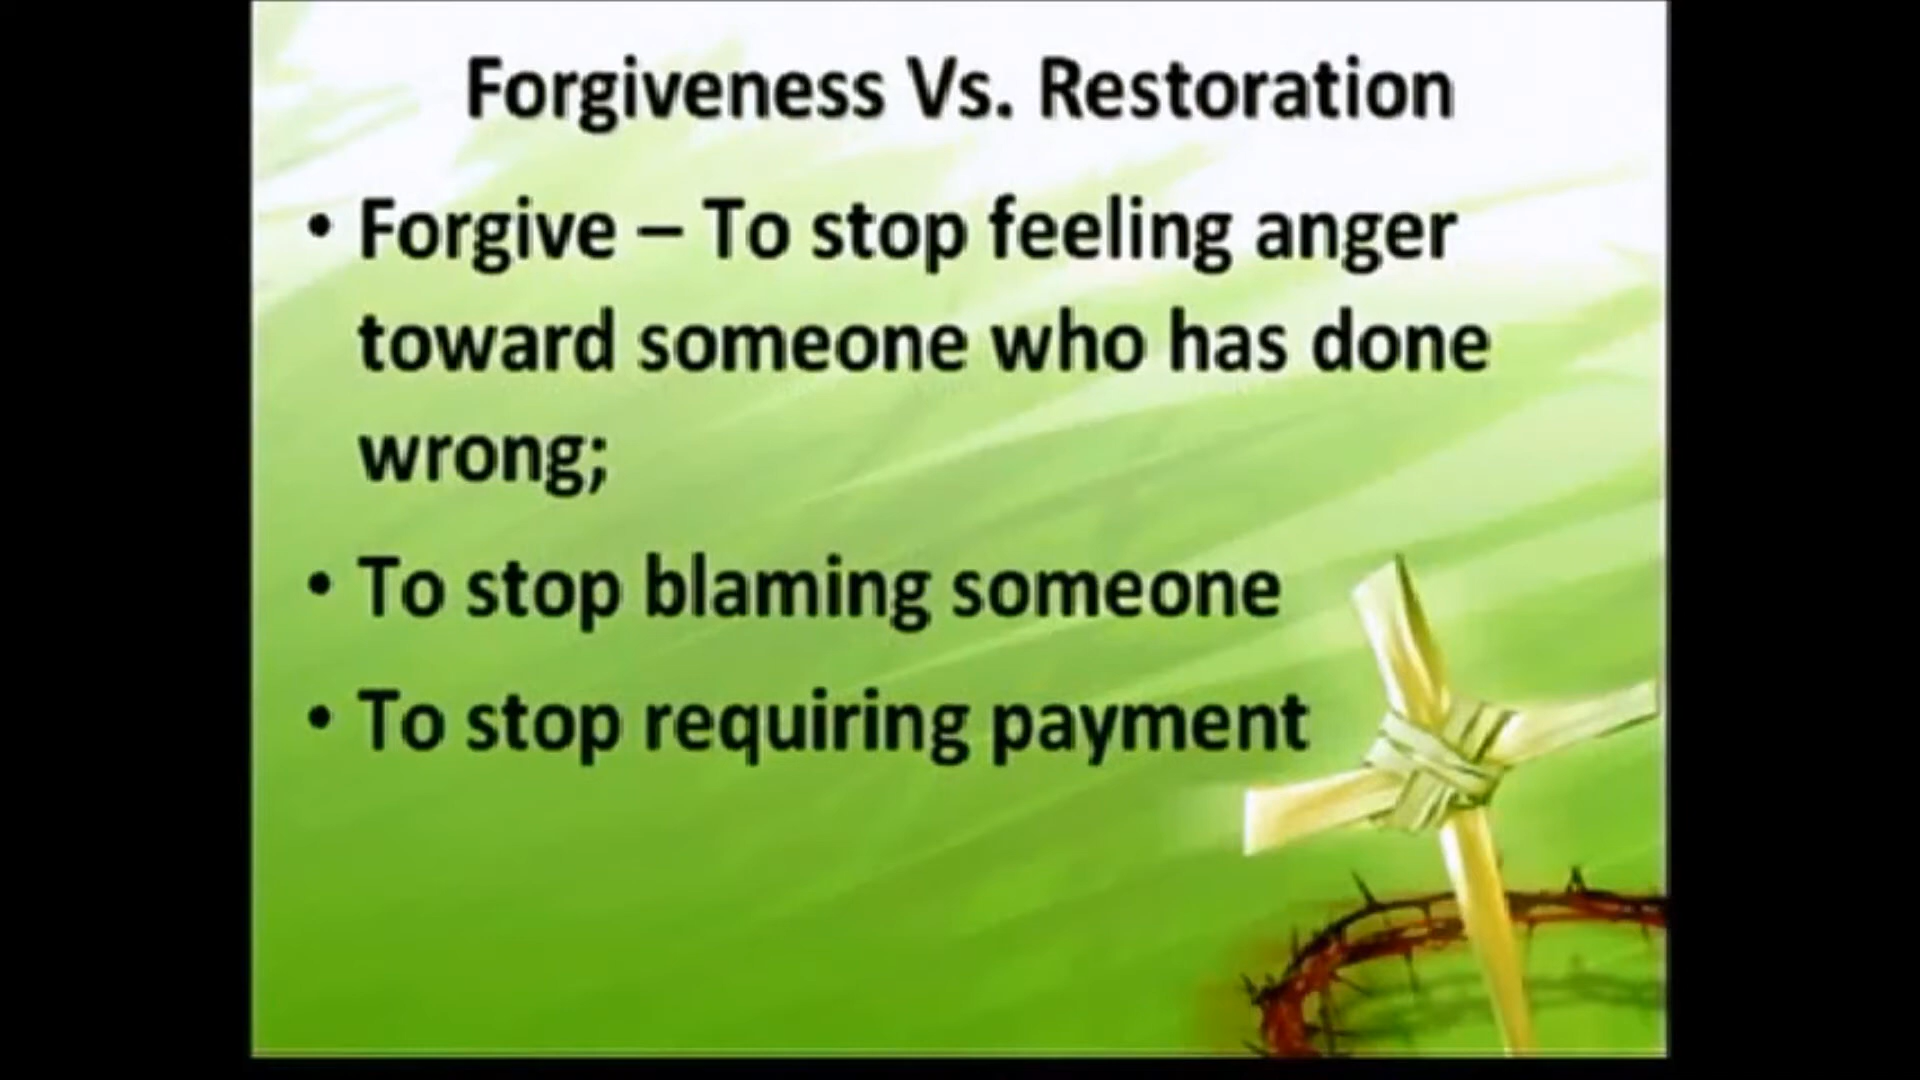 Forgiveness Vs. Restoration
• Forgive – To stop feeling anger
toward someone who has done
wrong;
• To stop blaming someone
• To stop requiring payment